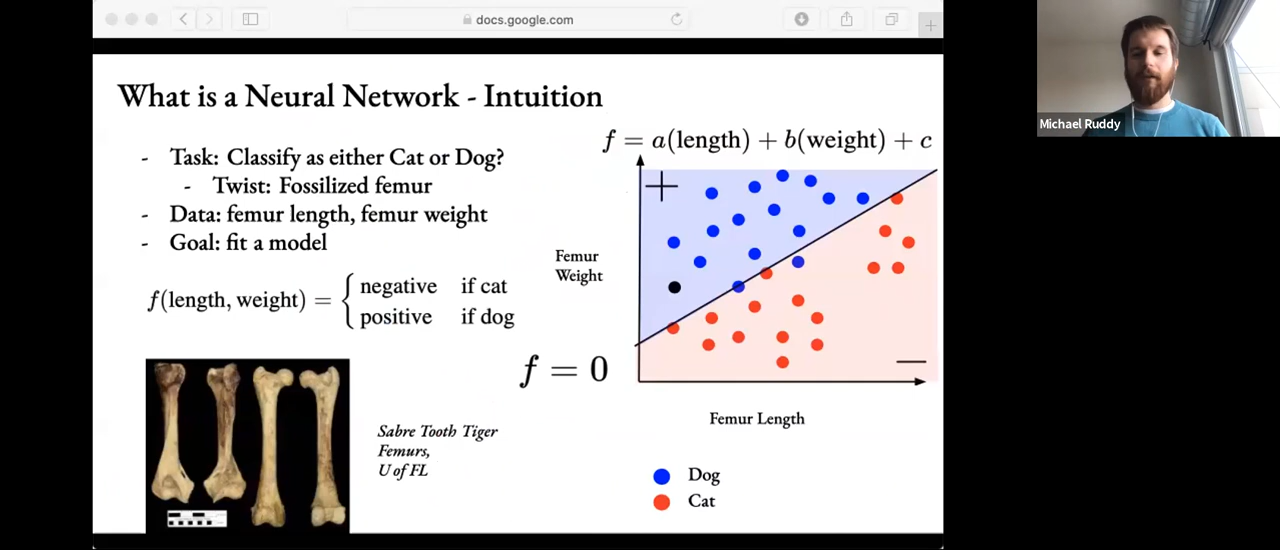 docs.google.com
What is a Neural Network - Intuition
- Task: Classify as either Cat or Dog?
- Twist: Fossilized femur
- Data: femur length, femur weight
- Goal: fit a model
f(length, weight) = { negative if cat
positive if dog
Sabre Tooth Tiger
Femurs,
U of FL
f = a(length) + b(weight) + c
+
Femur
Weight
f = 0
—
Femur Length
Dog
Cat
Michael Ruddy